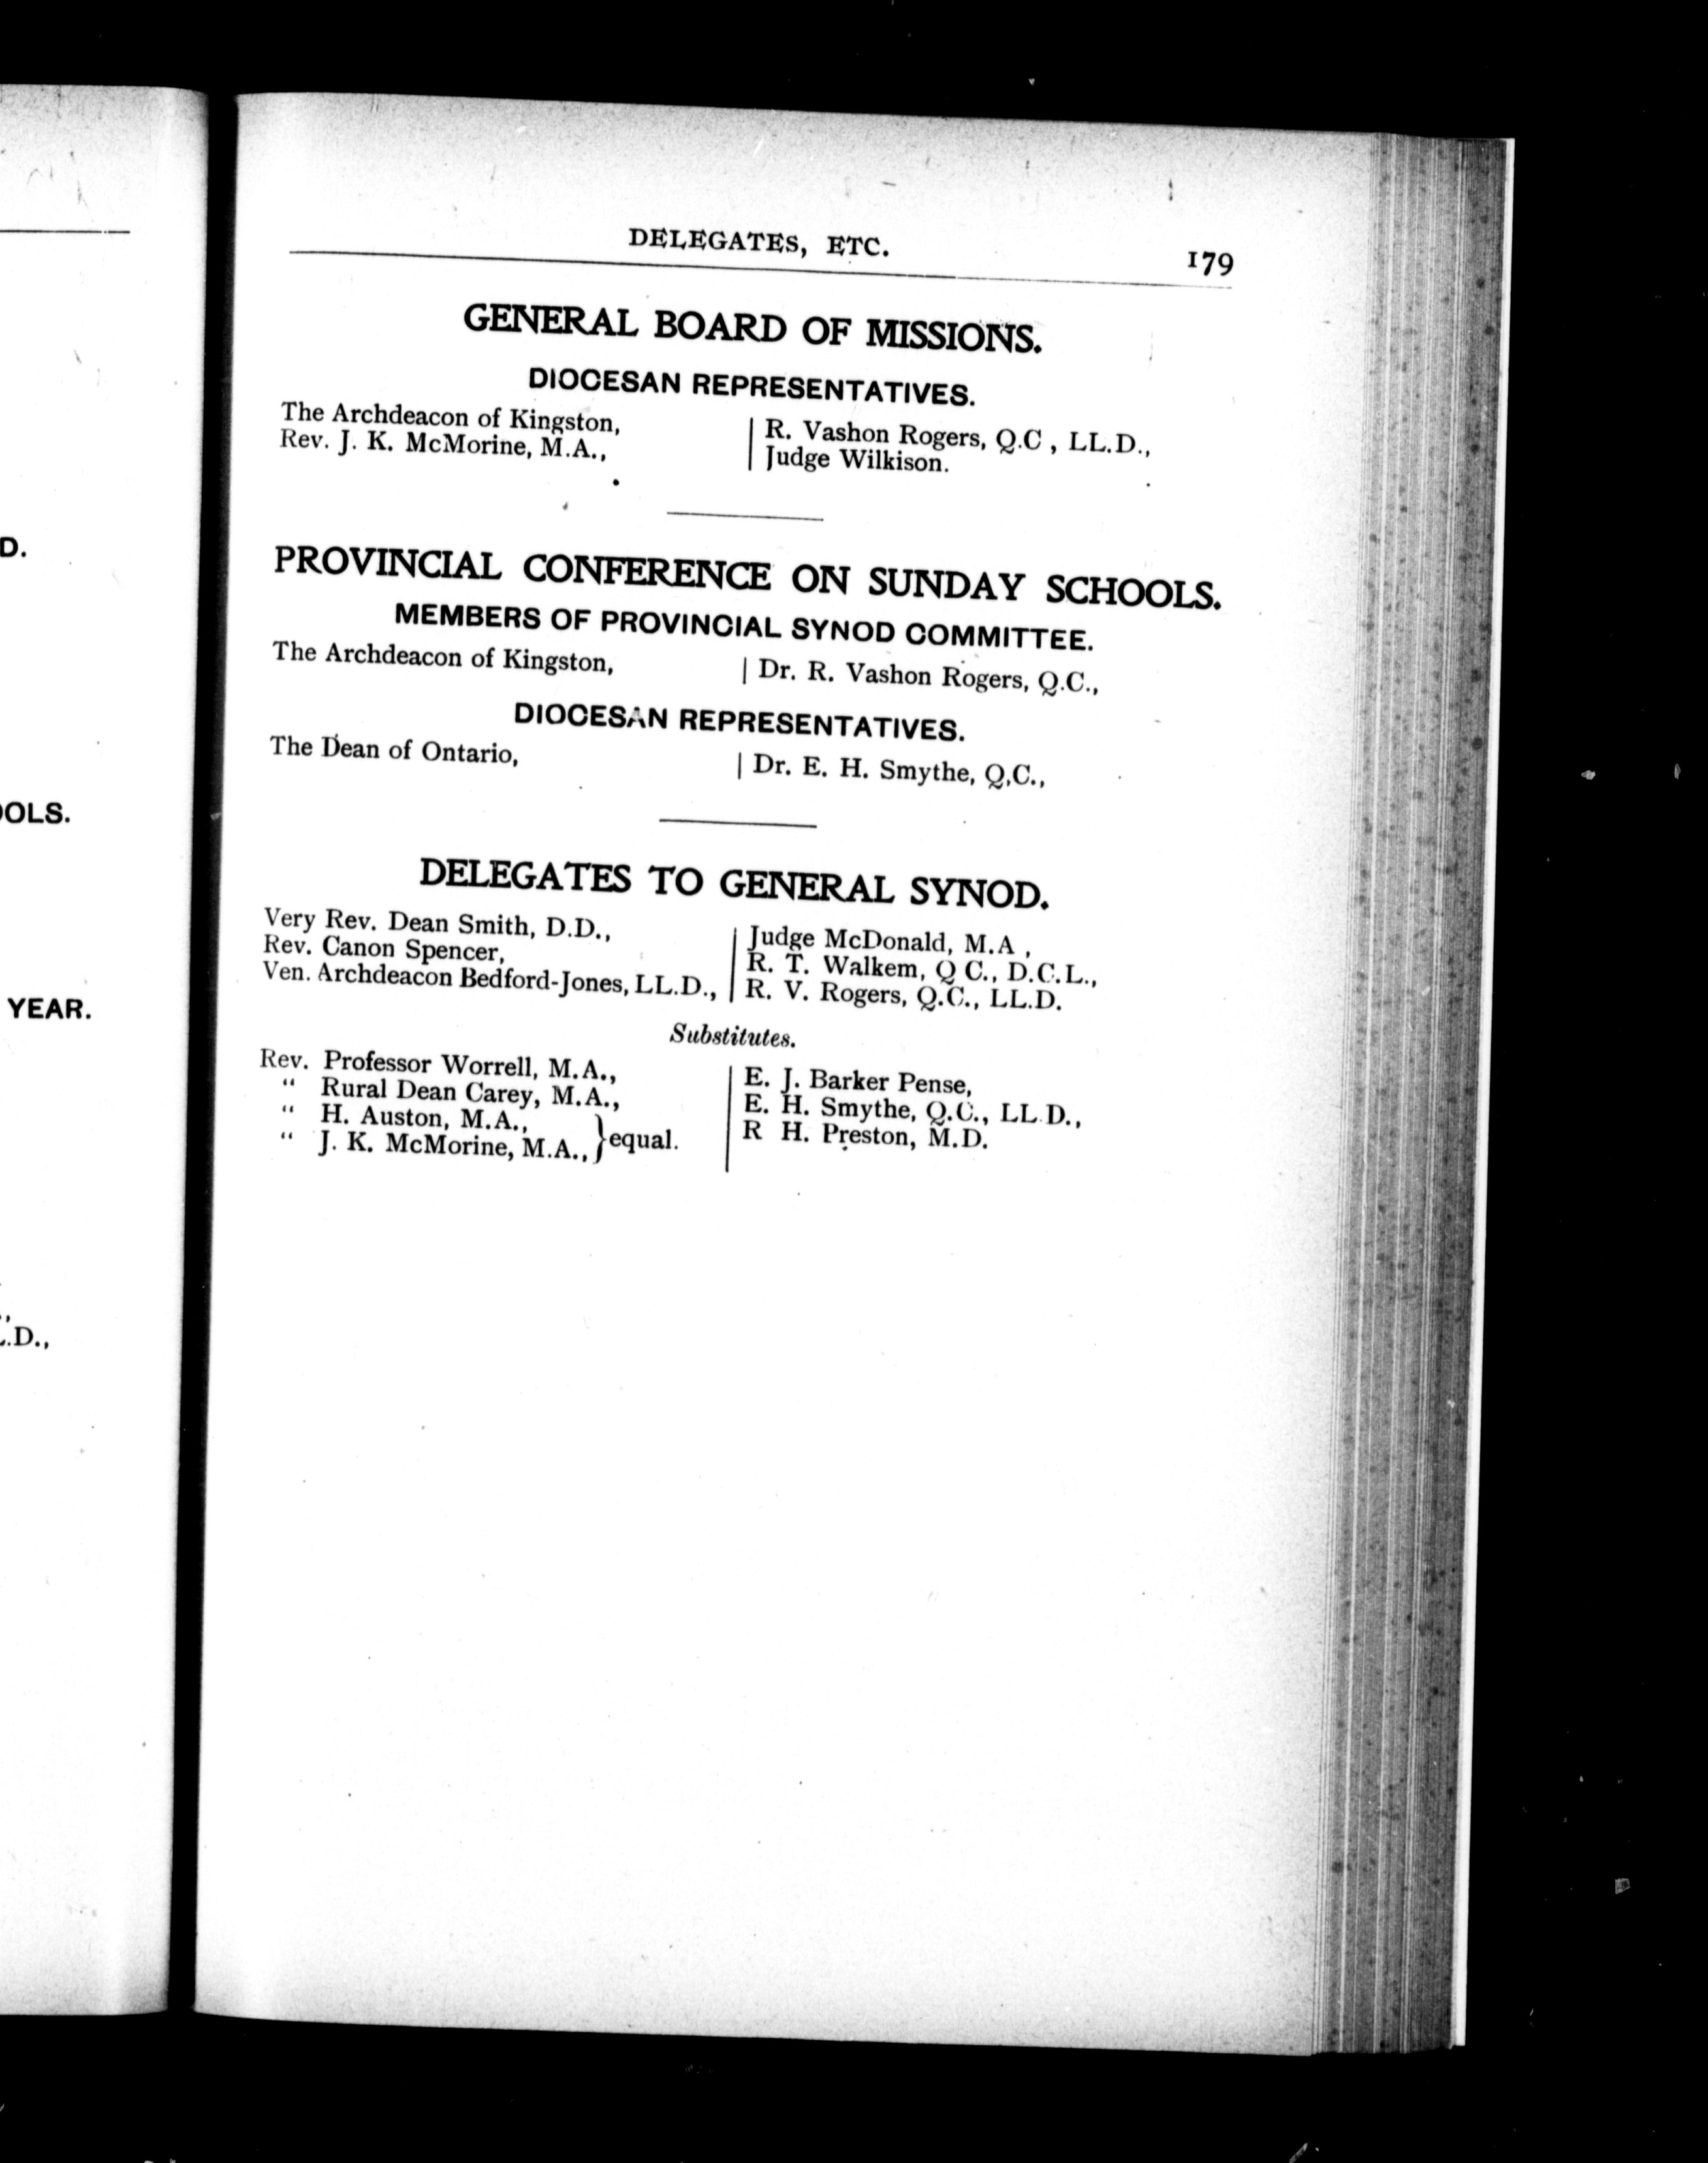 DELEGATES, ETC. 179
GENERAL BOARD OF MISSIONS.
DIOCESAN REPRESENTATIVES.
The Archdeacon of Kingston,
Rev. J. K. McMorine, M.A.,
R. Vashon Rogers, Q.C , LL.D.,
Judge Wilkison.
PROVINCIAL CONFERENCE ON SUNDAY SCHOOLS.
MEMBERS OF PROVINCIAL SYNOD COMMITTEE.
The Archdeacon of Kingston,
Dr. R. Vashon Rogers, Q.C.,
DIOCESAN REPRESENTATIVES.
The Dean of Ontario,
Dr. E. H. Smythe, Q,C.,
DELEGATES TO GENERAL SYNOD.
Very Rev. Dean Smith, D.D.,
Rev. Canon Spencer,
Ven. Archdeacon Bedford-Jones, LL.D.,
Judge McDonald, M.A ,
R. T. Walkem, Q C., D.C.L.,
R. V. Rogers, Q.C., LL.D.
Substitutes.
Rev. Professor Worrell, M.A.,
" Rural Dean Carey, M.A.,
" H. Auston, M.A.,
" J. K. McMorine, M.A., } equal.
E. J. Barker Pense,
E. H. Smythe, Q.C., LL.D.,
R H. Preston, M.D.
D.
OLS.
YEAR.
.D.,